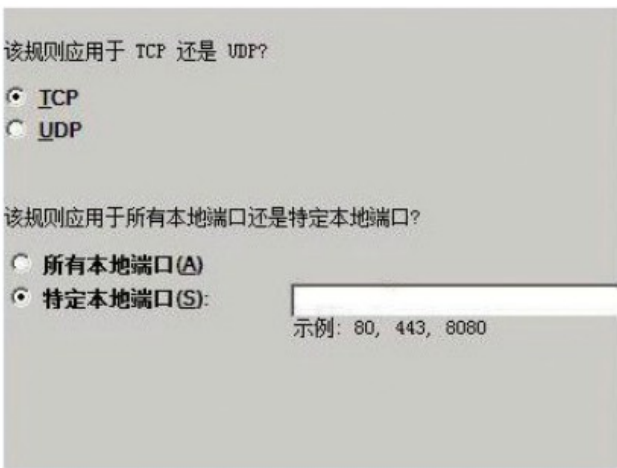 该规则应用于 TCP 还是 UDP?
TCP
UDP
该规则应用于所有本地端口还是特定本地端口?
所有本地端口(A)
特定本地端口(S):
示例: 80, 443, 8080